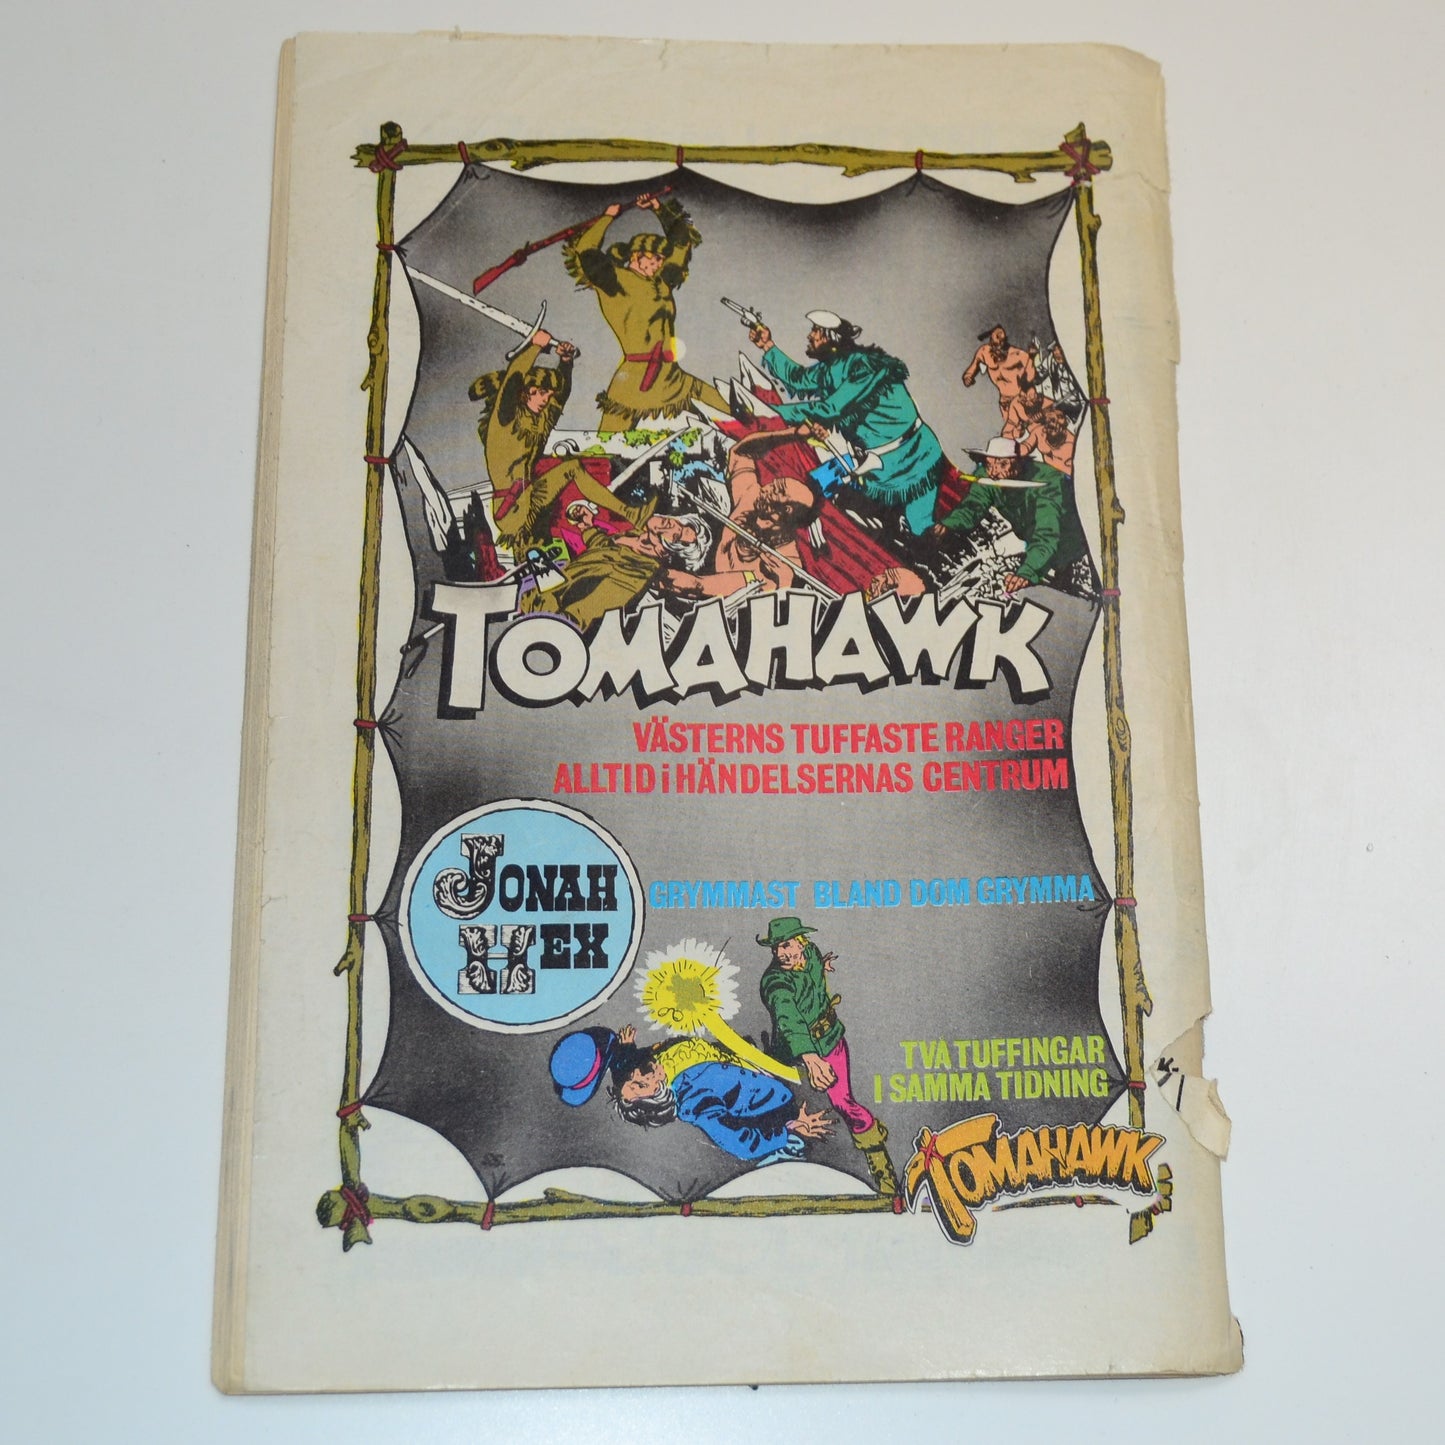 TOMAHAWK
VÄSTERNS TUFFASTE RANGER
ALLTID i HÄNDELSERNAS CENTRUM
JONAH
HEX
GRYMMAST BLAND DOM GRYMMA
TVÅ TUFFINGAR
I SAMMA TIDNING
TOMAHAWK